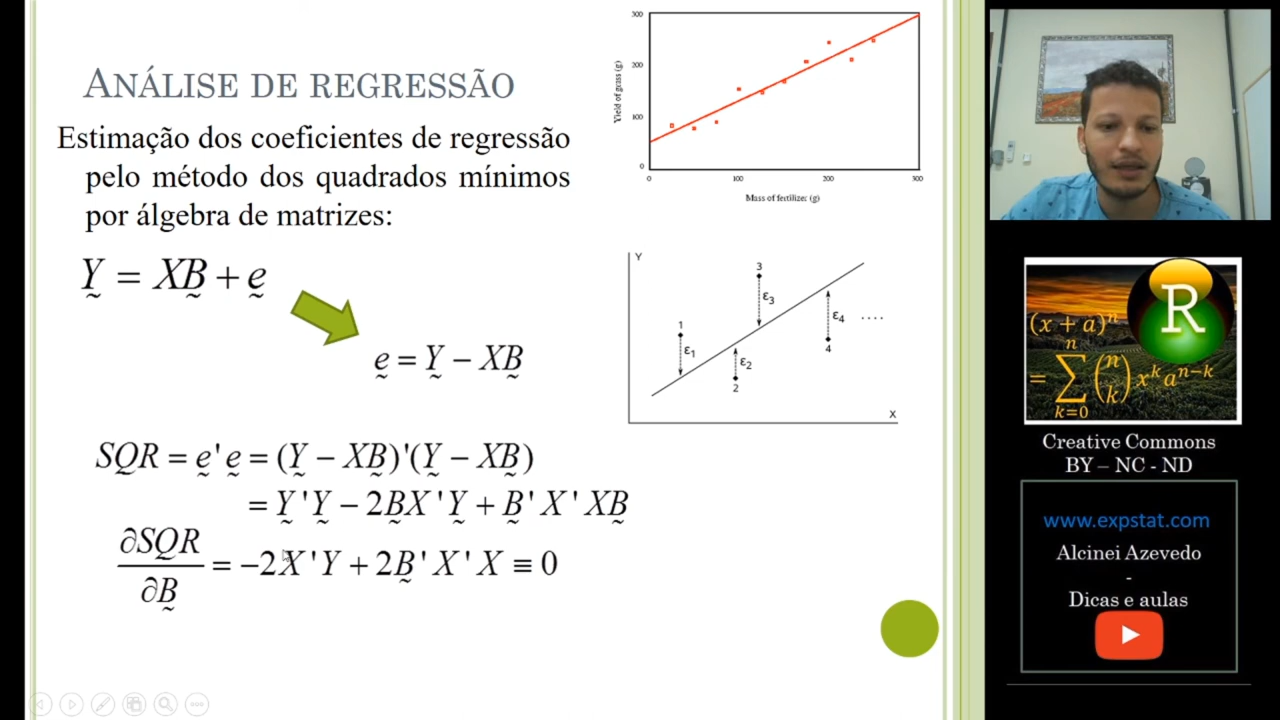 ANÁLISE DE REGRESSÃO
Estimação dos coeficientes de regressão
pelo método dos quadrados mínimos
por álgebra de matrizes:
Y = XB + e
e = Y − XB
SQR = e'e = (Y − XB)'(Y − XB)
= Y'Y − 2BX'Y + B'X'XB
∂SQR/∂B = −2X'Y + 2B'X'X ≡ 0
300
200
100
0
Yield of grass (g)
0 100 200 300
Mass of fertilizer (g)
Y
3
ε3
1
ε1
ε2
2
ε4
4
....
X
(x + a)^n
= ∑ n k=0 (n k) x^k a^{n−k}
R
Creative Commons
BY – NC - ND
www.expstat.com
Alcinei Azevedo
-
Dicas e aulas